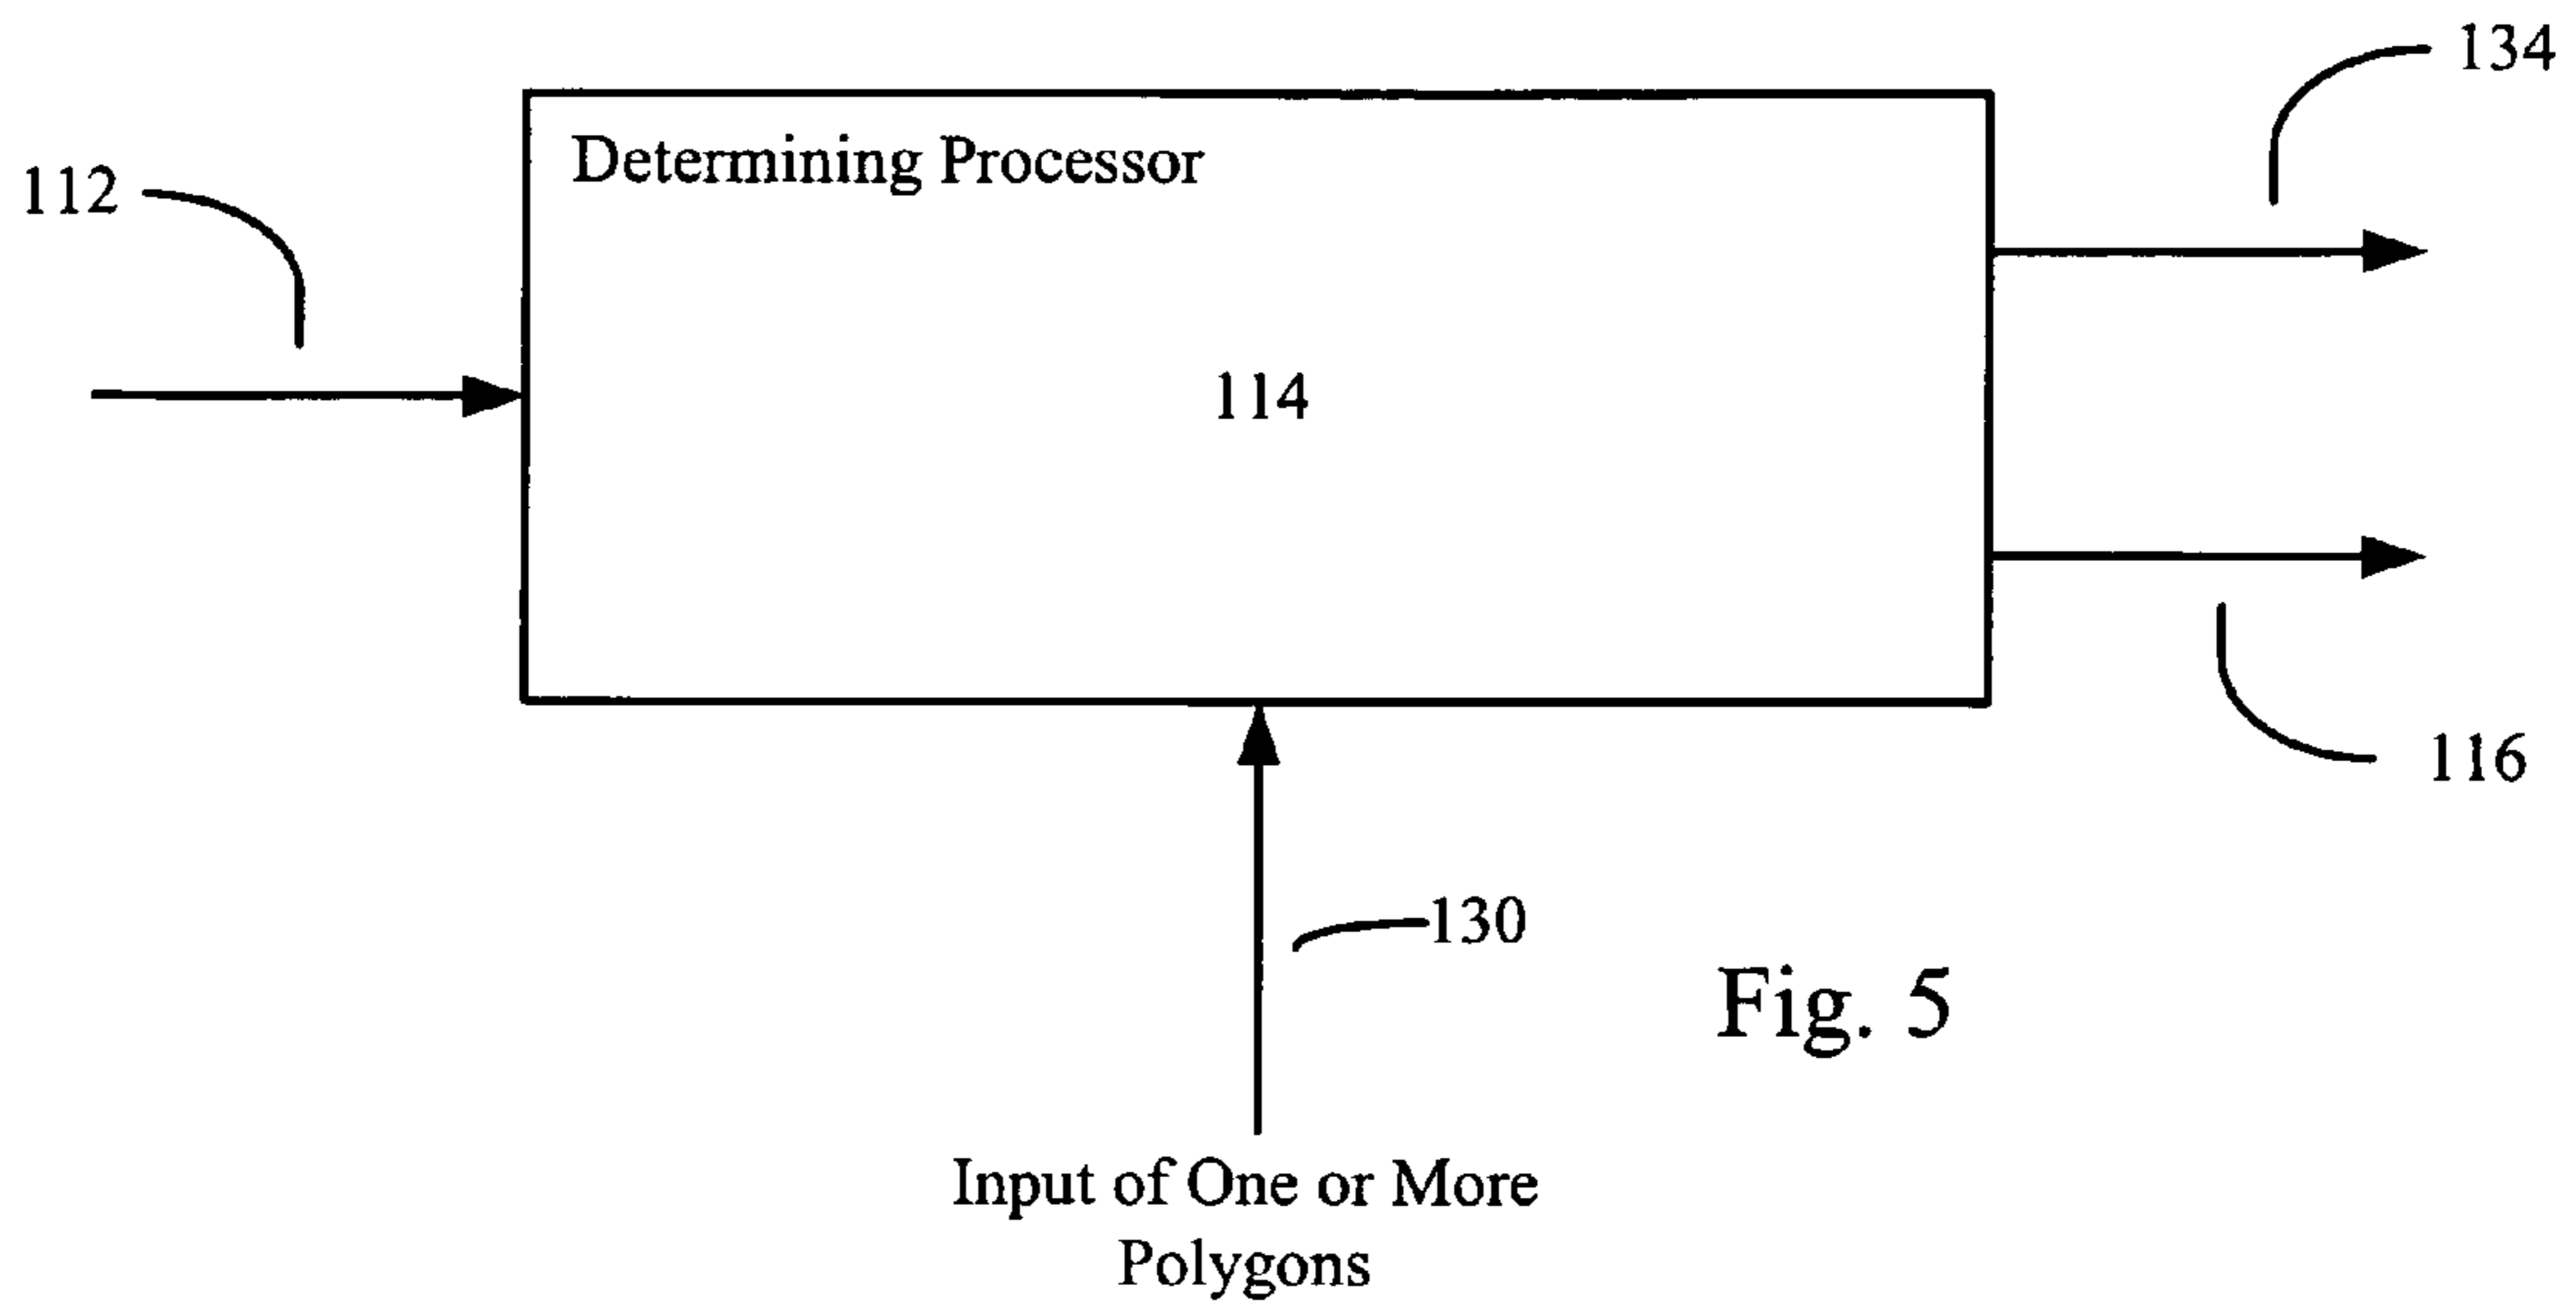 134
Determining Processor
112
114
116
130
Fig. 5
Input of One or More
Polygons